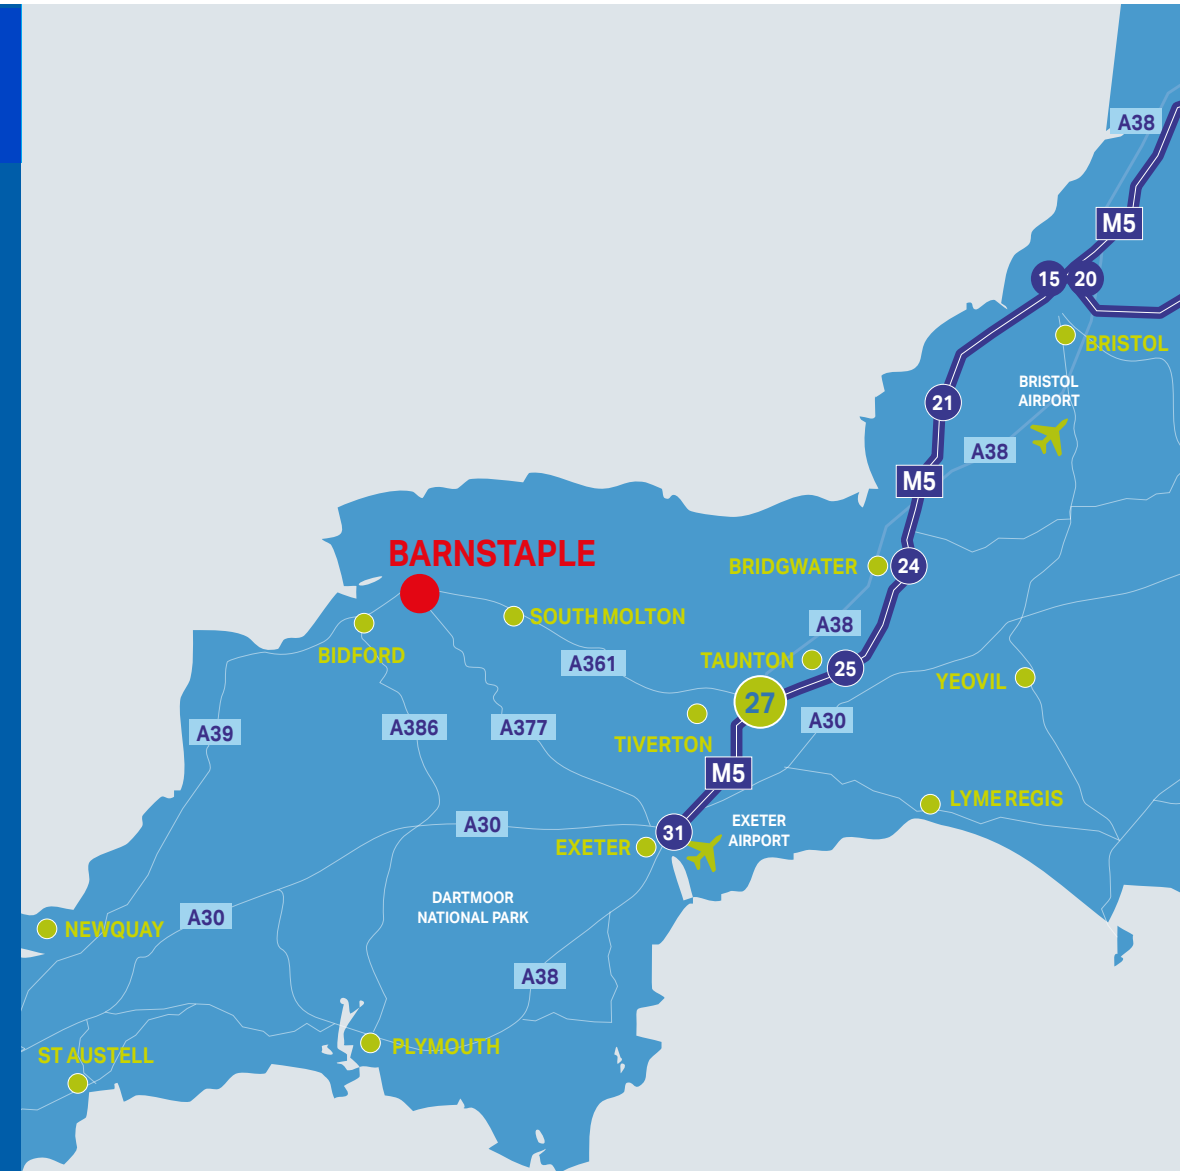 A38
M5
15
20
BRISTOL
BRISTOL
AIRPORT
21
A38
M5
BARNSTAPLE
BRIDGWATER
24
SOUTH MOLTON
A38
BIDFORD
A361
TAUNTON
25
YEOVIL
27
A39
A386
A377
A30
TIVERTON
M5
LYME REGIS
A30
31
EXETER
AIRPORT
EXETER
DARTMOOR
NATIONAL PARK
A30
NEWQUAY
A38
PLYMOUTH
ST AUSTELL